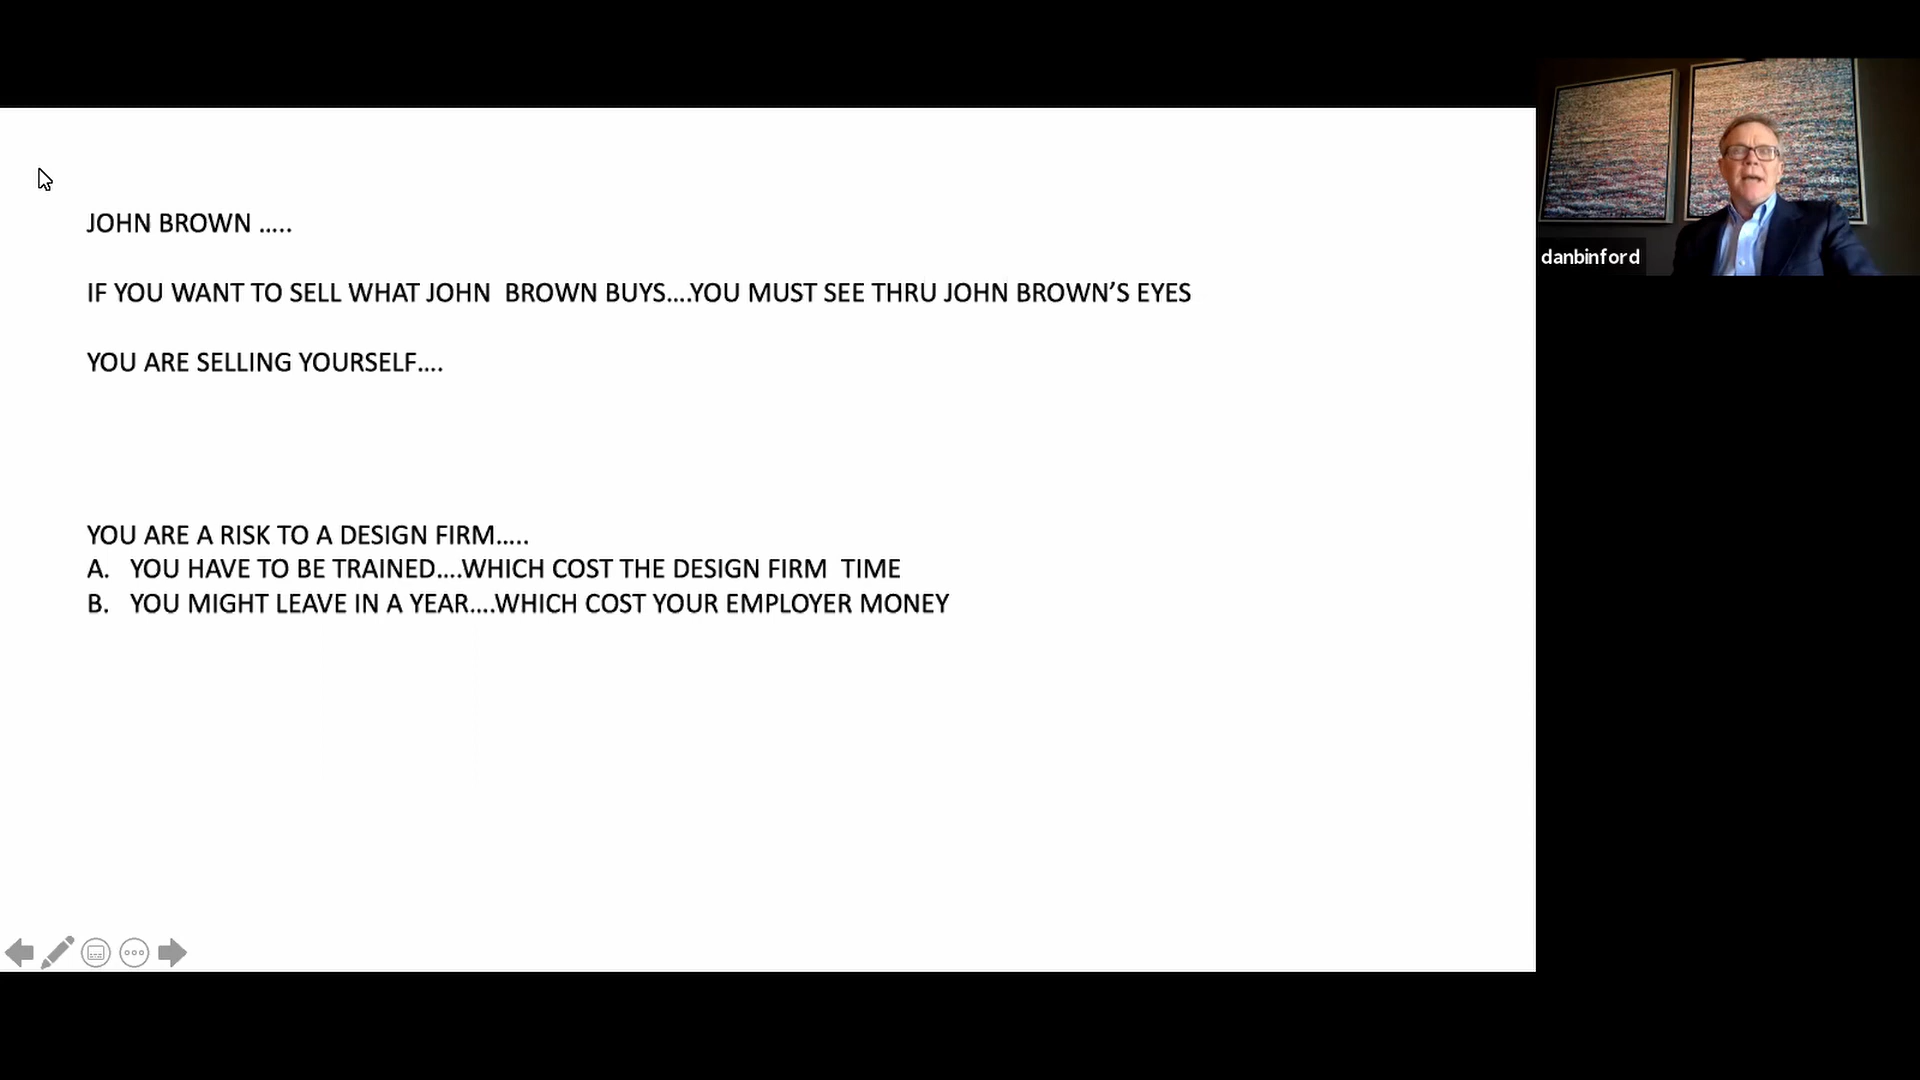 JOHN BROWN .....
IF YOU WANT TO SELL WHAT JOHN  BROWN BUYS....YOU MUST SEE THRU JOHN BROWN’S EYES
YOU ARE SELLING YOURSELF....
YOU ARE A RISK TO A DESIGN FIRM.....
A. YOU HAVE TO BE TRAINED....WHICH COST THE DESIGN FIRM  TIME
B. YOU MIGHT LEAVE IN A YEAR....WHICH COST YOUR EMPLOYER MONEY
danbinford